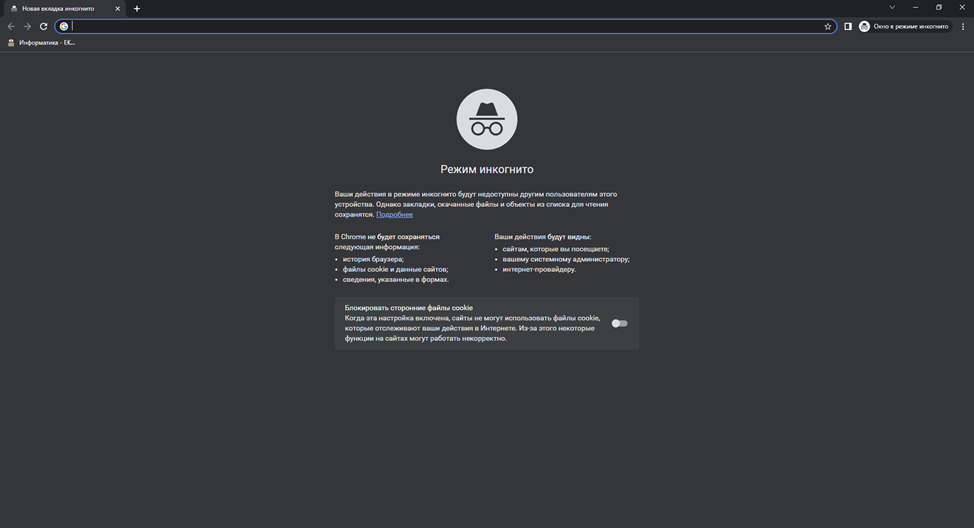 Новая вкладка инкогнито
Окно в режиме инкогнито
Информатика - ЕК...
Режим инкогнито
Ваши действия в режиме инкогнито будут недоступны другим пользователям этого
устройства. Однако закладки, скачанные файлы и объекты из списка для чтения
сохранятся. Подробнее
В Chrome не будет сохраняться
следующая информация:
• история браузера;
• файлы cookie и данные сайтов;
• сведения, указанные в формах.
Ваши действия будут видны:
• сайтам, которые вы посещаете;
• вашему системному администратору;
• интернет-провайдеру.
Блокировать сторонние файлы cookie
Когда эта настройка включена, сайты не могут использовать файлы cookie,
которые отслеживают ваши действия в Интернете. Из-за этого некоторые
функции на сайтах могут работать некорректно.